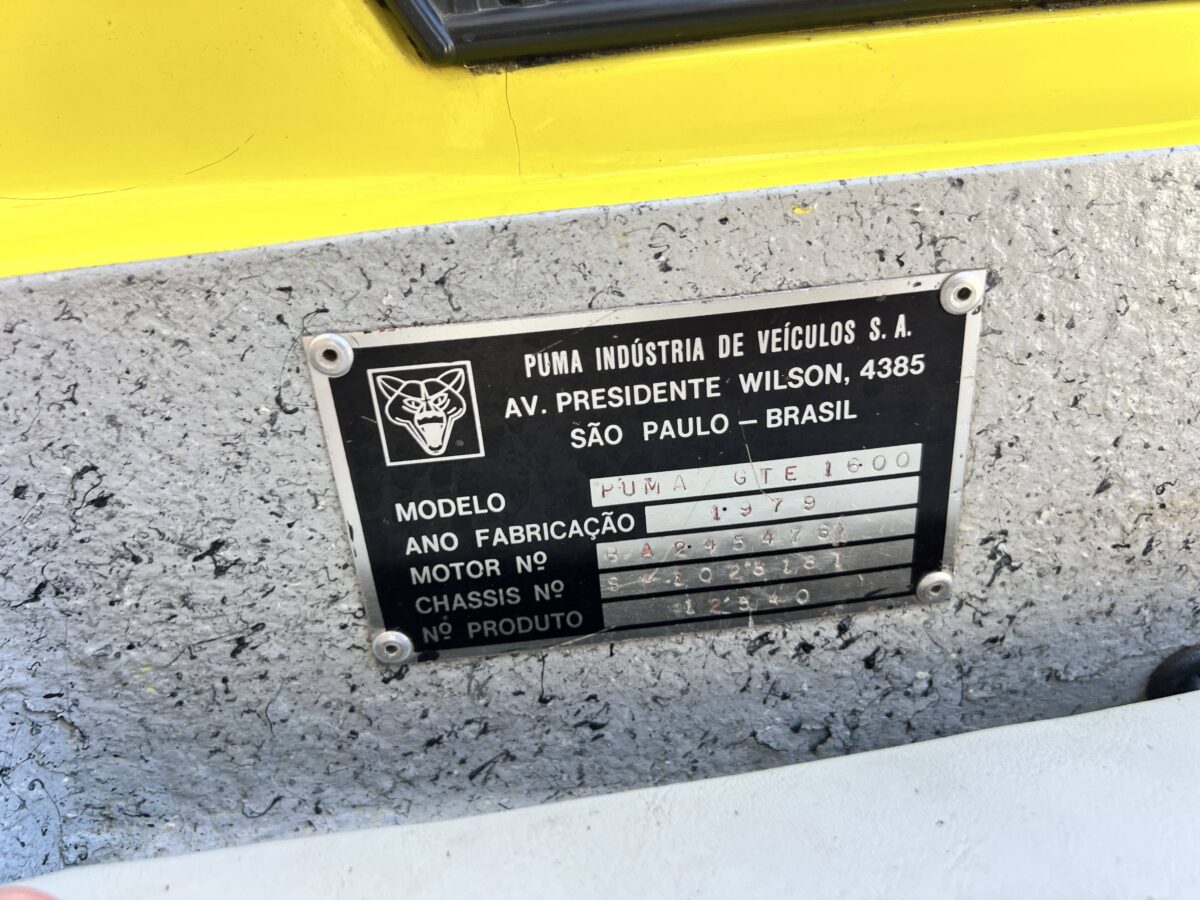 PUMA INDÚSTRIA DE VEÍCULOS S. A.
AV. PRESIDENTE WILSON, 4385
SÃO PAULO – BRASIL
MODELO PUMA GTE 1600
ANO FABRICAÇÃO 1979
MOTOR Nº
CHASSIS Nº
Nº PRODUTO